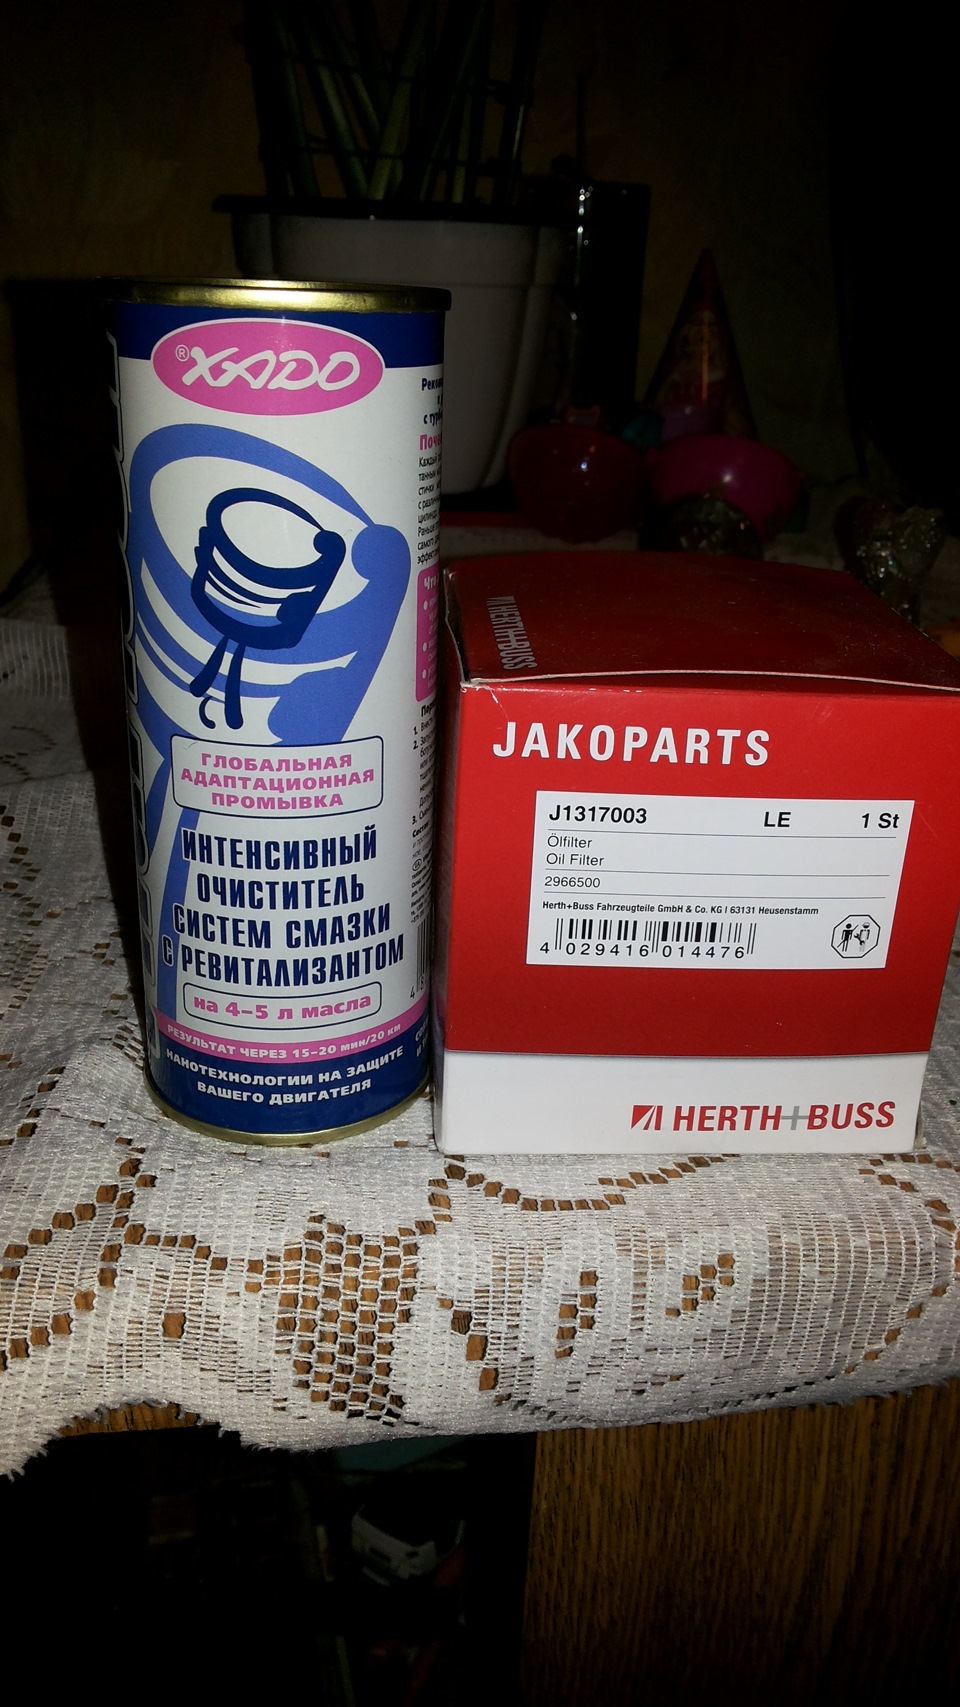 ®XADO
ГЛОБАЛЬНАЯ
АДАПТАЦИОННАЯ
ПРОМЫВКА
ИНТЕНСИВНЫЙ
ОЧИСТИТЕЛЬ
СИСТЕМ СМАЗКИ
С РЕВИТАЛИЗАНТОМ
на 4-5 л масла
РЕЗУЛЬТАТ ЧЕРЕЗ 15-20 мин/20 км
НАНОТЕХНОЛОГИИ НА ЗАЩИТЕ
ВАШЕГО ДВИГАТЕЛЯ
HERTH+BUSS
JAKOPARTS
J1317003 LE 1 St
Ölfilter
Oil Filter
2966500
Herth+Buss Fahrzeugteile GmbH & Co. KG | 63131 Heusenstamm
4 029416 014476
HERTH+BUSS